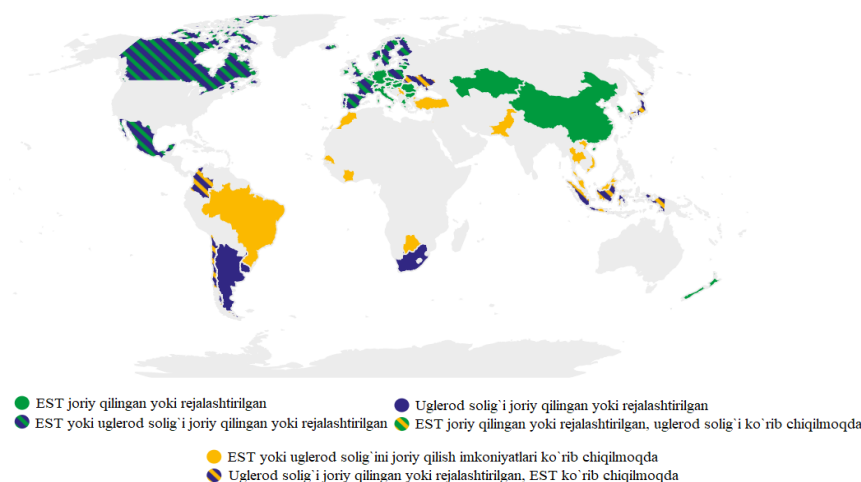 EST joriy qilingan yoki rejalashtirilgan
Uglerod solig`i joriy qilingan yoki rejalashtirilgan
EST yoki uglerod solig`i joriy qilingan yoki rejalashtirilgan
EST joriy qilingan yoki rejalashtirilgan, uglerod solig`i ko`rib chiqilmoqda
EST yoki uglerod solig`ini joriy qilish imkoniyatlari ko`rib chiqilmoqda
Uglerod solig`i joriy qilingan yoki rejalashtirilgan, EST ko`rib chiqilmoqda